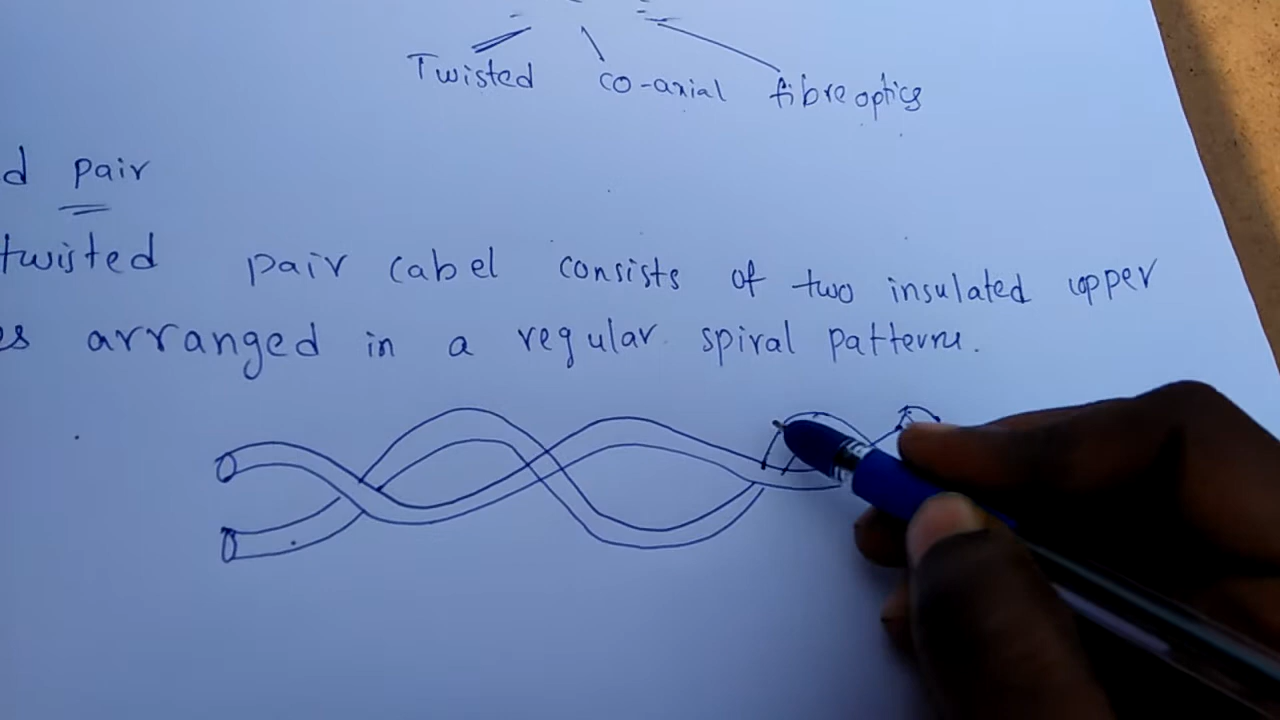 Twisted co-axial fibreoptics
d pair
twisted pair cabel consists of two insulated copper
es arranged in a regular spiral pattern.